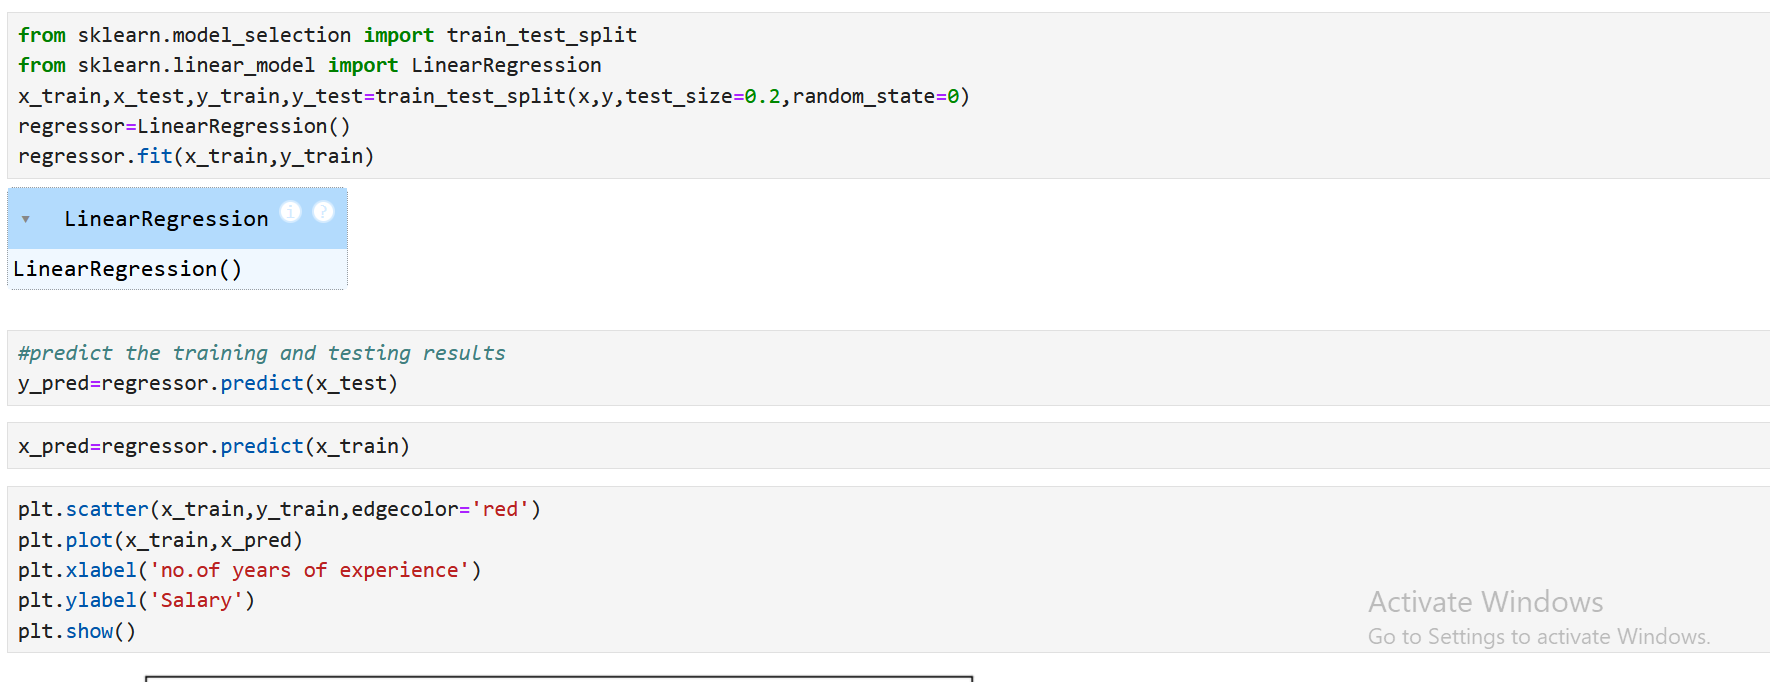 from sklearn.model_selection import train_test_split
from sklearn.linear_model import LinearRegression
x_train,x_test,y_train,y_test=train_test_split(x,y,test_size=0.2,random_state=0)
regressor=LinearRegression()
regressor.fit(x_train,y_train)
▾ LinearRegression i ?
LinearRegression()
#predict the training and testing results
y_pred=regressor.predict(x_test)
x_pred=regressor.predict(x_train)
plt.scatter(x_train,y_train,edgecolor='red')
plt.plot(x_train,x_pred)
plt.xlabel('no.of years of experience')
plt.ylabel('Salary')
plt.show()
Activate Windows
Go to Settings to activate Windows.